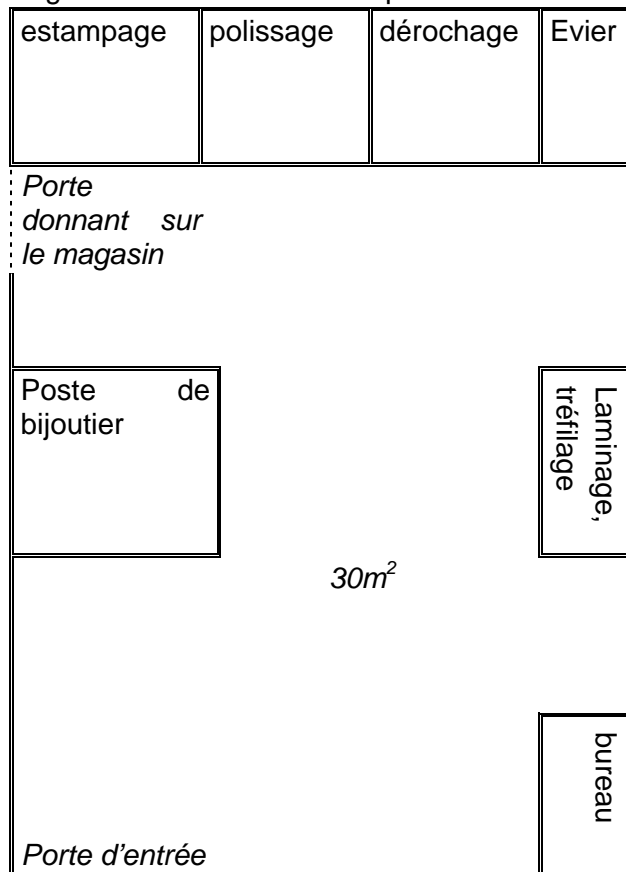 estampage
polissage
dérochage
Evier
Porte
donnant sur
le magasin
Poste de
bijoutier
Laminage,
tréfilage
30m²
bureau
Porte d'entrée